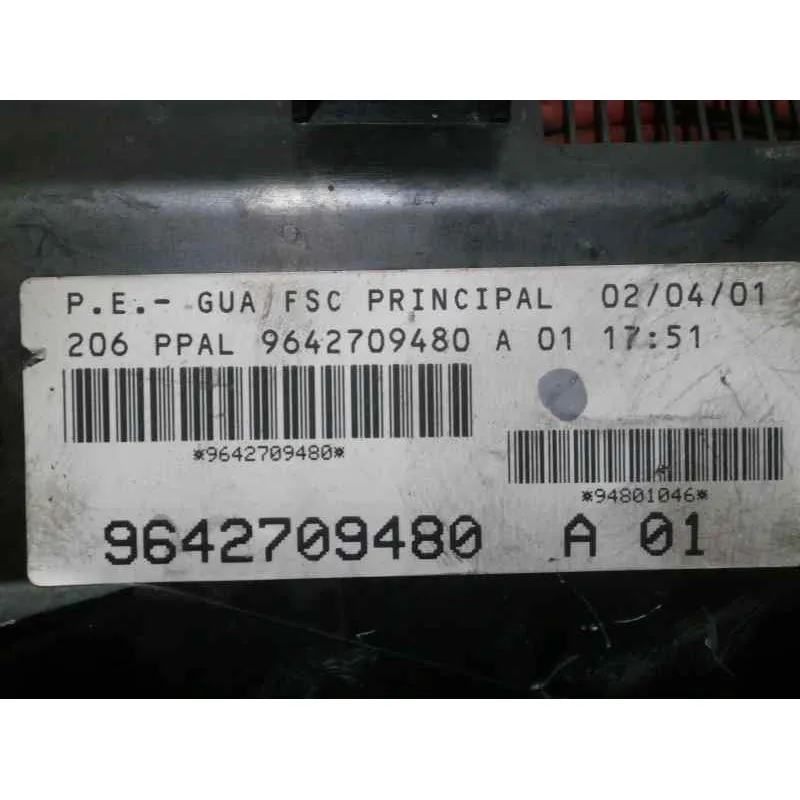 P.E.- GUA FSC PRINCIPAL 02/04/01
206 PPAL 9642709480 A 01 17:51
*9642709480*
*94801046*
9642709480 A 01